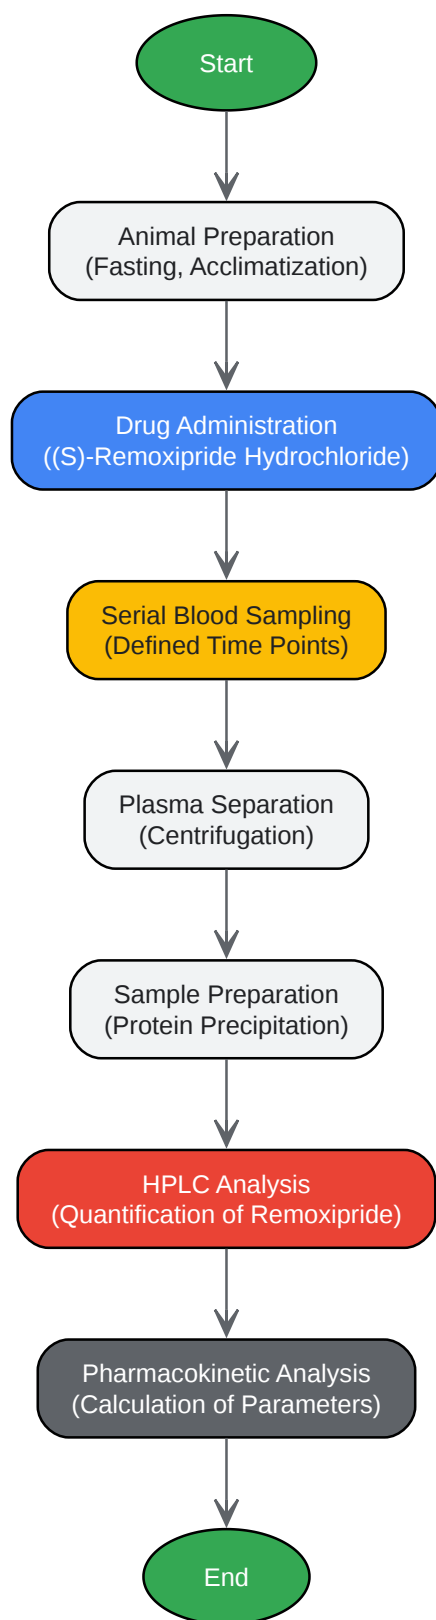 Start
Animal Preparation
(Fasting, Acclimatization)
Drug Administration
((S)-Remoxipride Hydrochloride)
Serial Blood Sampling
(Defined Time Points)
Plasma Separation
(Centrifugation)
Sample Preparation
(Protein Precipitation)
HPLC Analysis
(Quantification of Remoxipride)
Pharmacokinetic Analysis
(Calculation of Parameters)
End